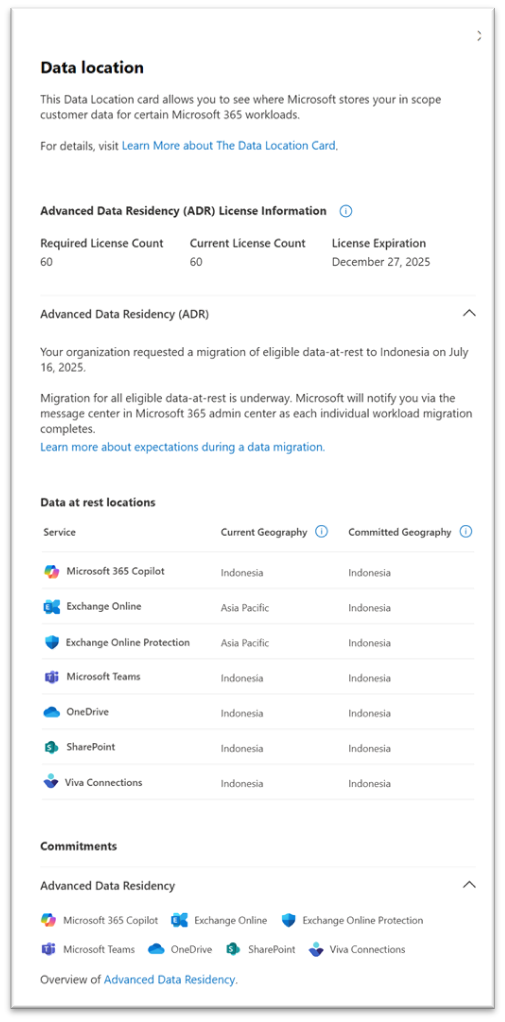 Data location
This Data Location card allows you to see where Microsoft stores your in scope
customer data for certain Microsoft 365 workloads.
For details, visit Learn More about The Data Location Card.
Advanced Data Residency (ADR) License Information
Required License Count Current License Count License Expiration
60 60 December 27, 2025
Advanced Data Residency (ADR)
Your organization requested a migration of eligible data-at-rest to Indonesia on July
16, 2025.
Migration for all eligible data-at-rest is underway. Microsoft will notify you via the
message center in Microsoft 365 admin center as each individual workload migration
completes.
Learn more about expectations during a data migration.
Data at rest locations
Service Current Geography Committed Geography
Microsoft 365 Copilot Indonesia Indonesia
Exchange Online Asia Pacific Indonesia
Exchange Online Protection Asia Pacific Indonesia
Microsoft Teams Indonesia Indonesia
OneDrive Indonesia Indonesia
SharePoint Indonesia Indonesia
Viva Connections Indonesia Indonesia
Commitments
Advanced Data Residency
Microsoft 365 Copilot Exchange Online Exchange Online Protection
Microsoft Teams OneDrive SharePoint Viva Connections
Overview of Advanced Data Residency.